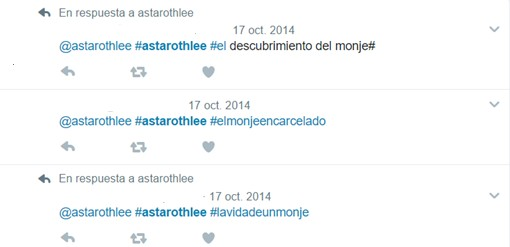 En respuesta a astarothlee
17 oct. 2014
@astarothlee #astarothlee #el descubrimiento del monje#
17 oct. 2014
@astarothlee #astarothlee #elmonjeencarcelado
En respuesta a astarothlee
· 17 oct. 2014
@astarothlee #astarothlee #lavidadeunmonje